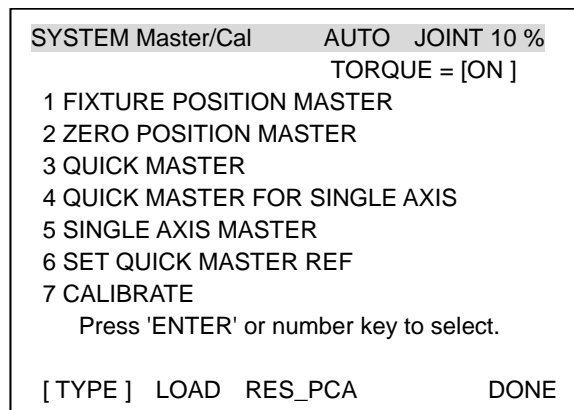 SYSTEM Master/Cal AUTO JOINT 10 %
TORQUE = [ON ]
1 FIXTURE POSITION MASTER
2 ZERO POSITION MASTER
3 QUICK MASTER
4 QUICK MASTER FOR SINGLE AXIS
5 SINGLE AXIS MASTER
6 SET QUICK MASTER REF
7 CALIBRATE
Press 'ENTER' or number key to select.
[ TYPE ] LOAD RES_PCA DONE